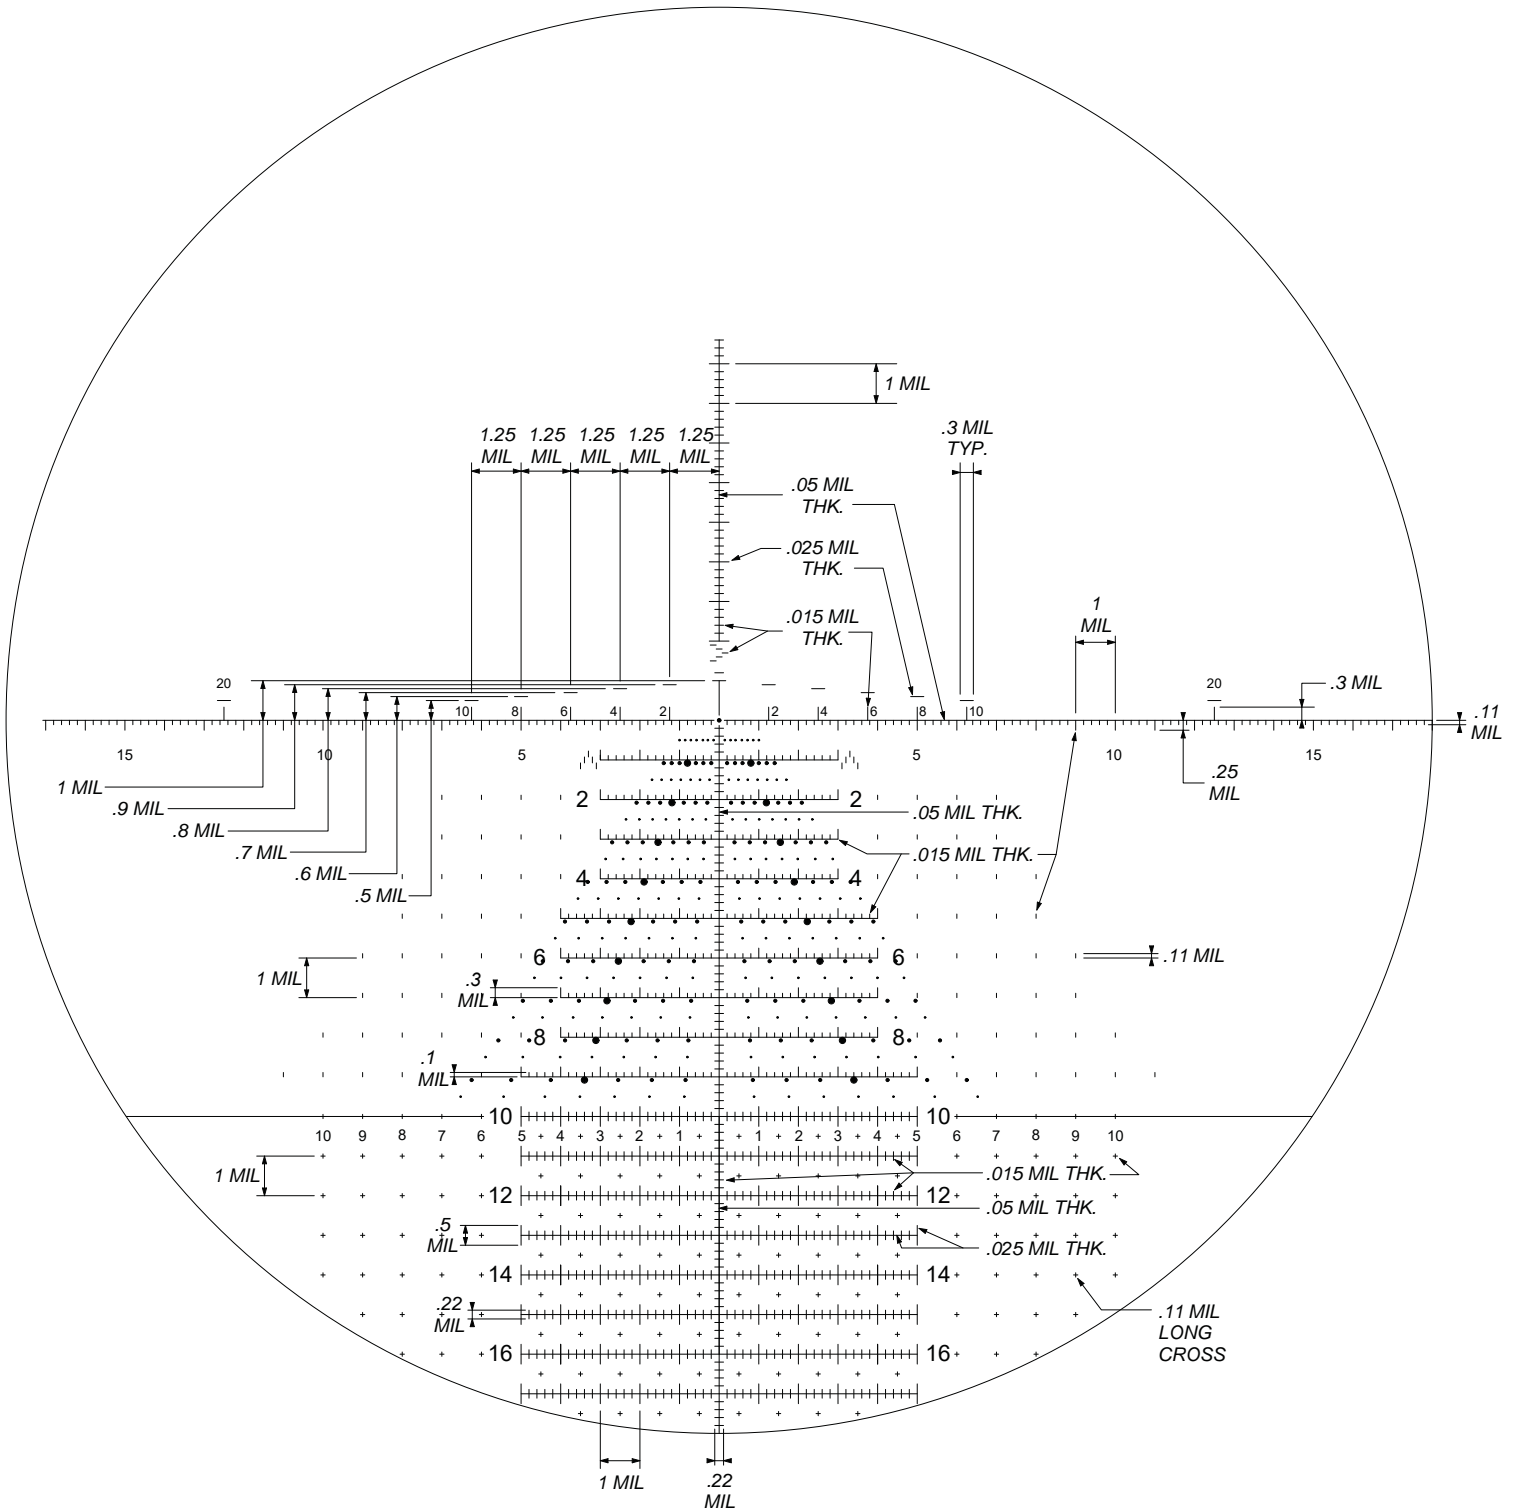 1 MIL
1.25 1.25 1.25 1.25 1.25
MIL MIL MIL MIL MIL
.3 MIL
TYP.
.05 MIL
THK.
.025 MIL
THK.
.015 MIL
THK.
1
MIL
20
20
.3 MIL
10 8 6 4 2 2 4 6 8 10
.11
MIL
15 10 5 5 10 15
.25
MIL
1 MIL
.9 MIL
.8 MIL
.7 MIL
.6 MIL
.5 MIL
2 2
.05 MIL THK.
.015 MIL THK.
4 4
6 6
.11 MIL
1 MIL
.3
MIL
8 8
.1
MIL
10 10
10 9 8 7 6 5 4 3 2 1 1 2 3 4 5 6 7 8 9 10
1 MIL
.015 MIL THK.
12 12
.05 MIL THK.
.5
MIL
.025 MIL THK.
14 14
.22
MIL
.11 MIL
LONG
CROSS
16 16
1 MIL
.22
MIL